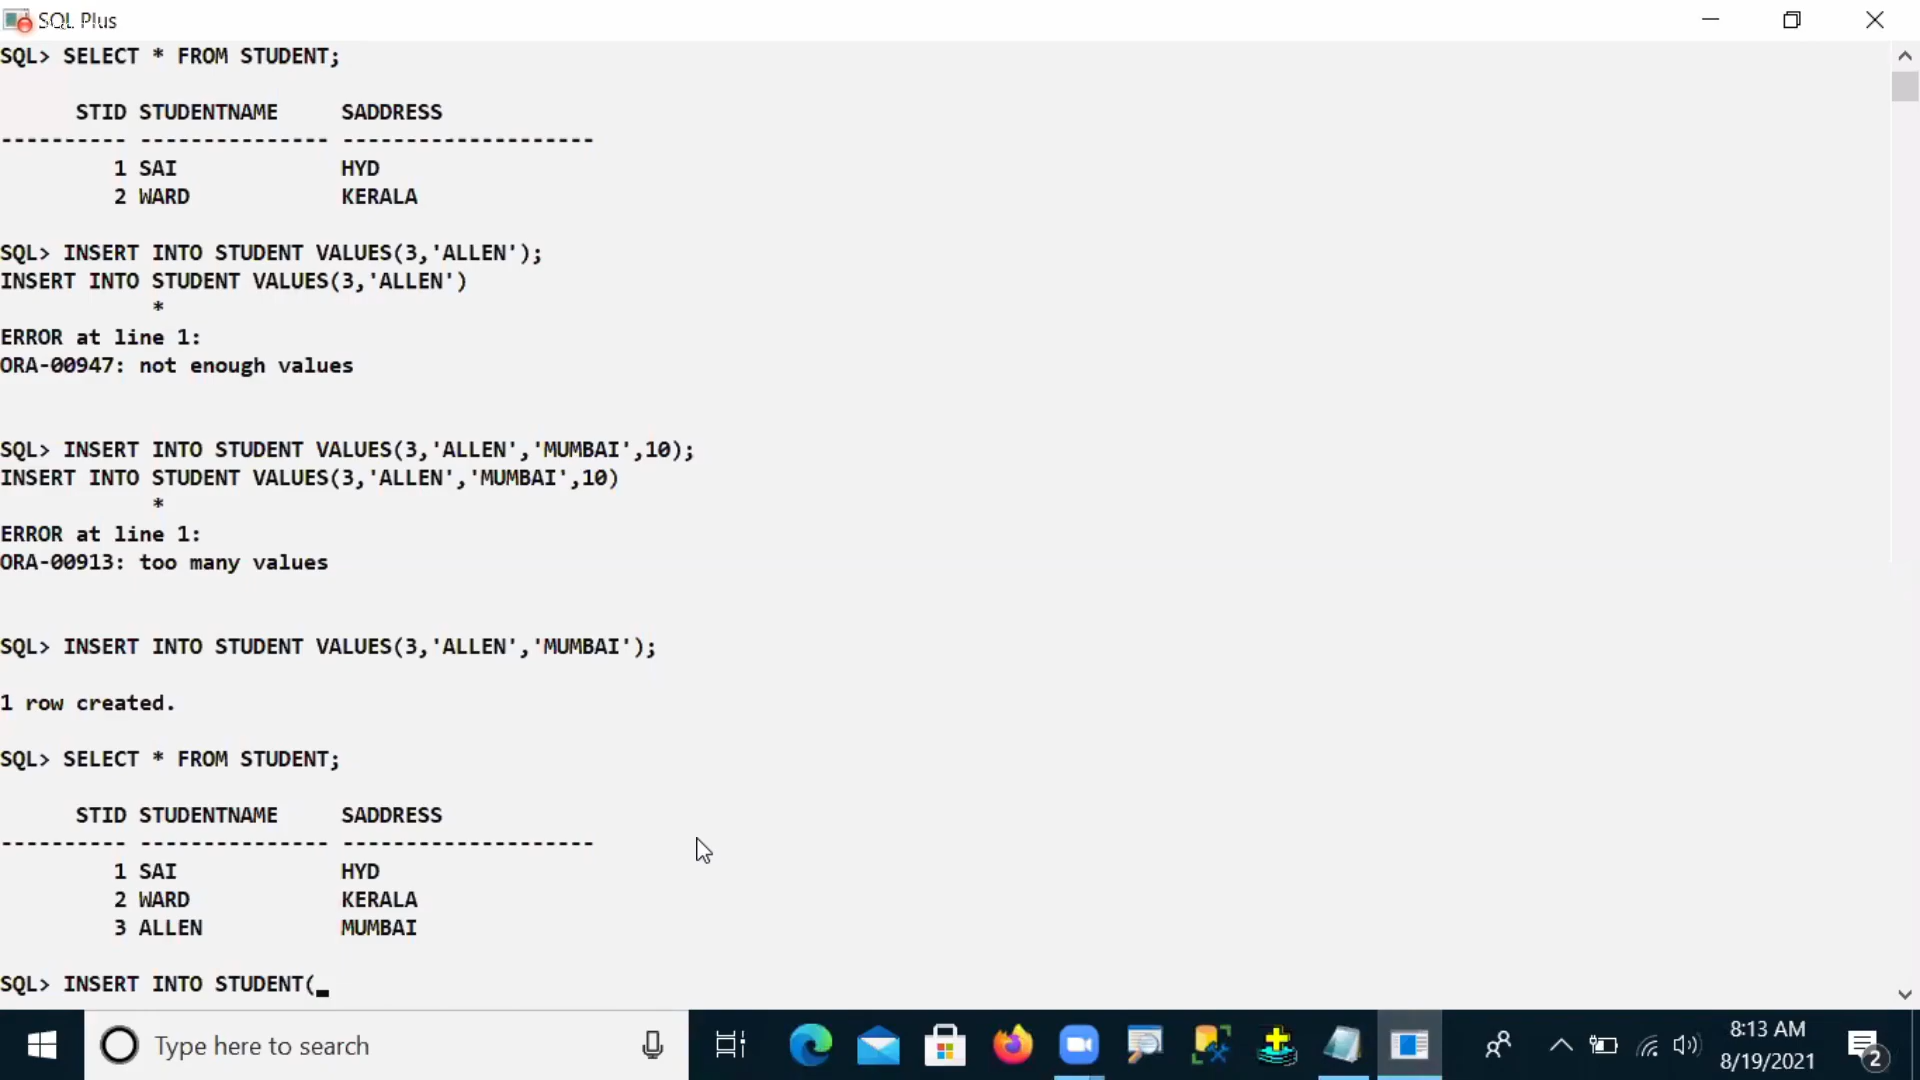 SQL Plus
SQL> SELECT * FROM STUDENT;
STID STUDENTNAME SADDRESS
---------- --------------- --------------------
1 SAI HYD
2 WARD KERALA
SQL> INSERT INTO STUDENT VALUES(3,'ALLEN');
INSERT INTO STUDENT VALUES(3,'ALLEN')
*
ERROR at line 1:
ORA-00947: not enough values
SQL> INSERT INTO STUDENT VALUES(3,'ALLEN','MUMBAI',10);
INSERT INTO STUDENT VALUES(3,'ALLEN','MUMBAI',10)
*
ERROR at line 1:
ORA-00913: too many values
SQL> INSERT INTO STUDENT VALUES(3,'ALLEN','MUMBAI');
1 row created.
SQL> SELECT * FROM STUDENT;
STID STUDENTNAME SADDRESS
---------- --------------- --------------------
1 SAI HYD
2 WARD KERALA
3 ALLEN MUMBAI
SQL> INSERT INTO STUDENT(_
Type here to search
8:13 AM
8/19/2021
2